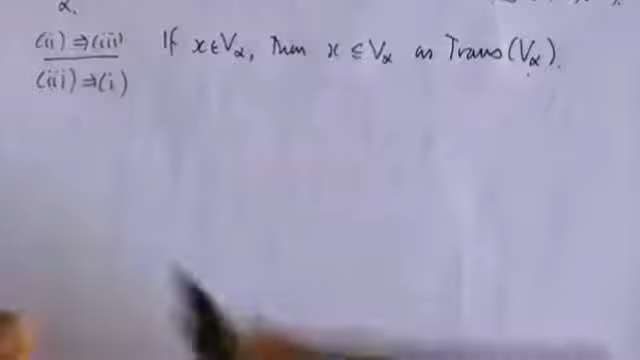 α.
(ii) ⇒ (iii) If x ∈ Vα, Then x ⊆ Vα as Trans(Vα).
(iii) ⇒ (i)